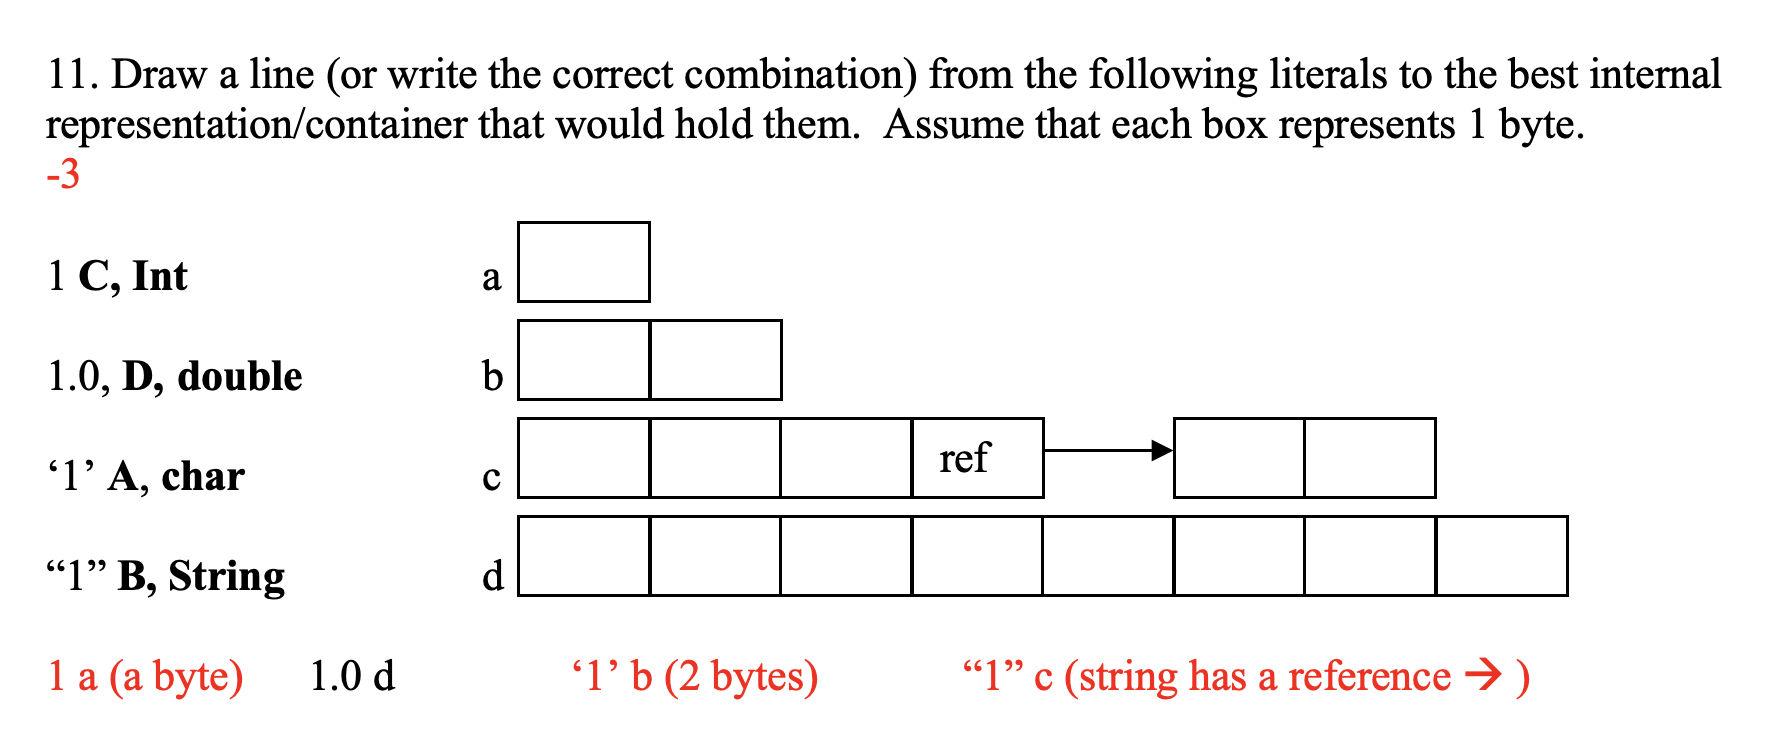 11. Draw a line (or write the correct combination) from the following literals to the best internal
representation/container that would hold them.  Assume that each box represents 1 byte.
-3
1 C, Int a
1.0, D, double b
‘1’ A, char c ref
“1” B, String d
1 a (a byte) 1.0 d ‘1’ b (2 bytes) “1” c (string has a reference → )